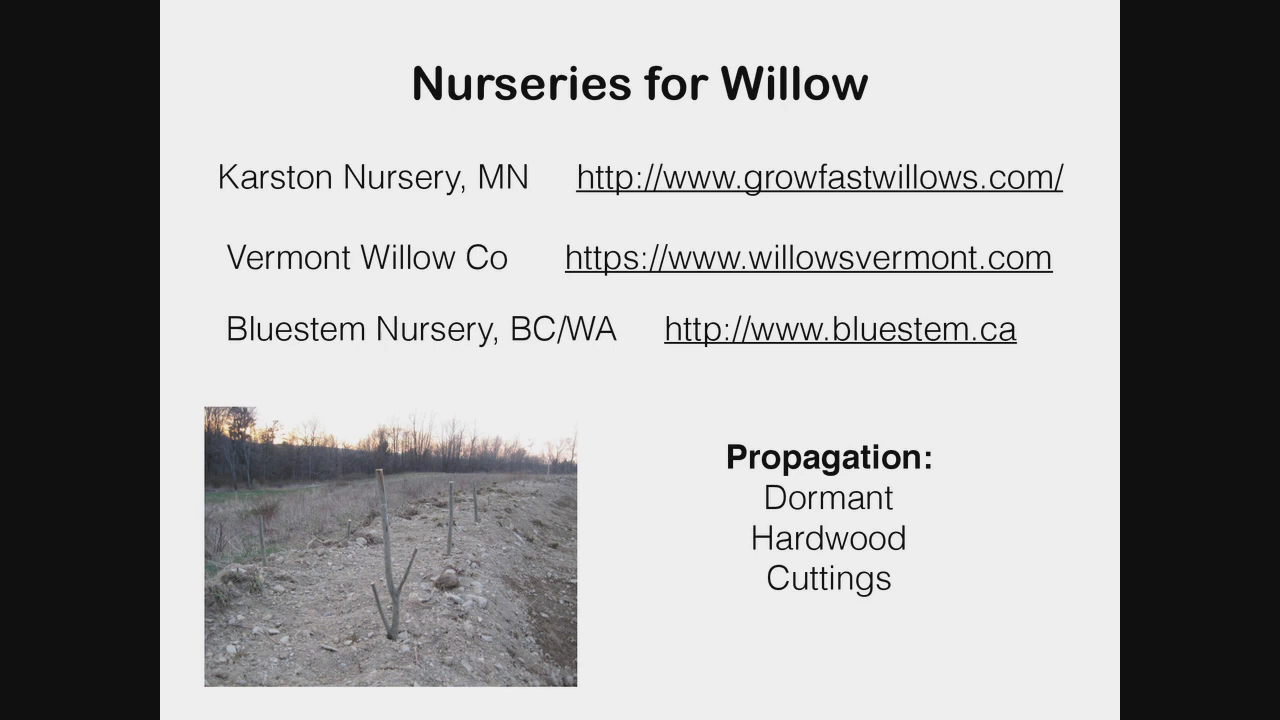 Nurseries for Willow
Karston Nursery, MN http://www.growfastwillows.com/
Vermont Willow Co https://www.willowsvermont.com
Bluestem Nursery, BC/WA http://www.bluestem.ca
Propagation:
Dormant
Hardwood
Cuttings